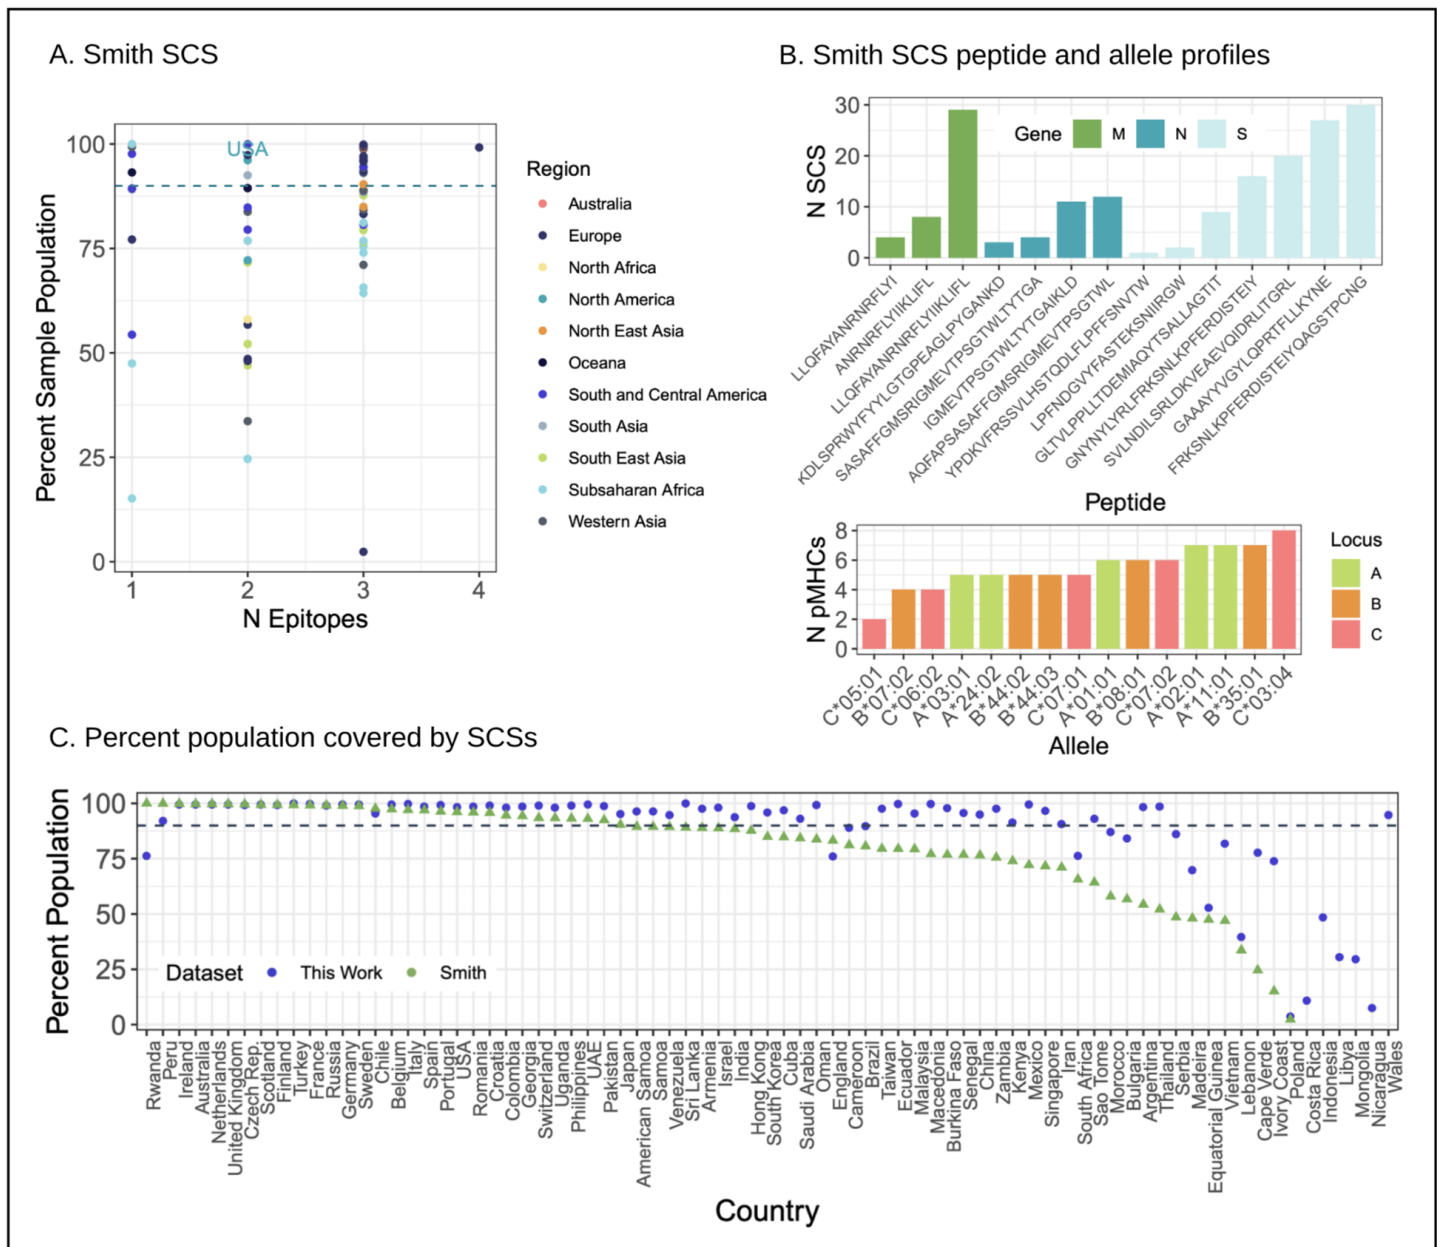 A. Smith SCS
B. Smith SCS peptide and allele profiles
Percent Sample Population
100
75
50
25
0
USA
1
2
3
4
N Epitopes
Region
Australia
Europe
North Africa
North America
North East Asia
Oceana
South and Central America
South Asia
South East Asia
Subsaharan Africa
Western Asia
N SCS
30
20
10
0
Gene
M
N
S
LLQFAYANRNRFLYI
ANRNRFLYIIKLIFL
LLQFAYANRNRFLYIIKLIFL
KDLSPRWYFYYLGTGPEAGLPYGANKD
SASAFFGMSRIGMEVTPSGTWLTYTGA
IGMEVTPSGTWLTYTGAIKLD
AQFAPSASAFFGMSRIGMEVTPSGTWL
YPDKVFRSSVLHSTQDLFLPFFSNVTW
LPFNDGVYFASTEKSNIIRGW
GLTVLPPLLTDEMIAQYTSALLAGTIT
GNYNYLYRLFRKSNLKPFERDISTEIY
SVLNDILSRLDKVEAEVQIDRLITGRL
GAAAYYVGYLQPRTFLLKYNE
FRKSNLKPFERDISTEIYQAGSTPCNG
Peptide
N pMHCs
8
6
4
2
0
C*05:01
B*07:02
C*06:02
A*03:01
A*24:02
B*44:02
B*44:03
C*07:01
A*01:01
B*08:01
C*07:02
A*02:01
A*11:01
B*35:01
C*03:04
Allele
Locus
A
B
C
C. Percent population covered by SCSs
Percent Population
100
75
50
25
0
Dataset
This Work
Smith
Rwanda
Peru
Ireland
Australia
Netherlands
United Kingdom
Czech Rep.
Scotland
Finland
Turkey
France
Russia
Germany
Sweden
Chile
Belgium
Italy
Spain
Portugal
USA
Romania
Croatia
Colombia
Georgia
Switzerland
Uganda
Philippines
UAE
Pakistan
Japan
American Samoa
Samoa
Venezuela
Sri Lanka
Armenia
Israel
India
Hong Kong
South Korea
Cuba
Saudi Arabia
Oman
England
Cameroon
Brazil
Taiwan
Ecuador
Malaysia
Macedonia
Burkina Faso
Senegal
China
Zambia
Kenya
Mexico
Singapore
Iran
South Africa
Sao Tome
Morocco
Bulgaria
Argentina
Thailand
Serbia
Madeira
Equatorial Guinea
Vietnam
Lebanon
Cape Verde
Ivory Coast
Poland
Costa Rica
Indonesia
Libya
Mongolia
Nicaragua
Wales
Country